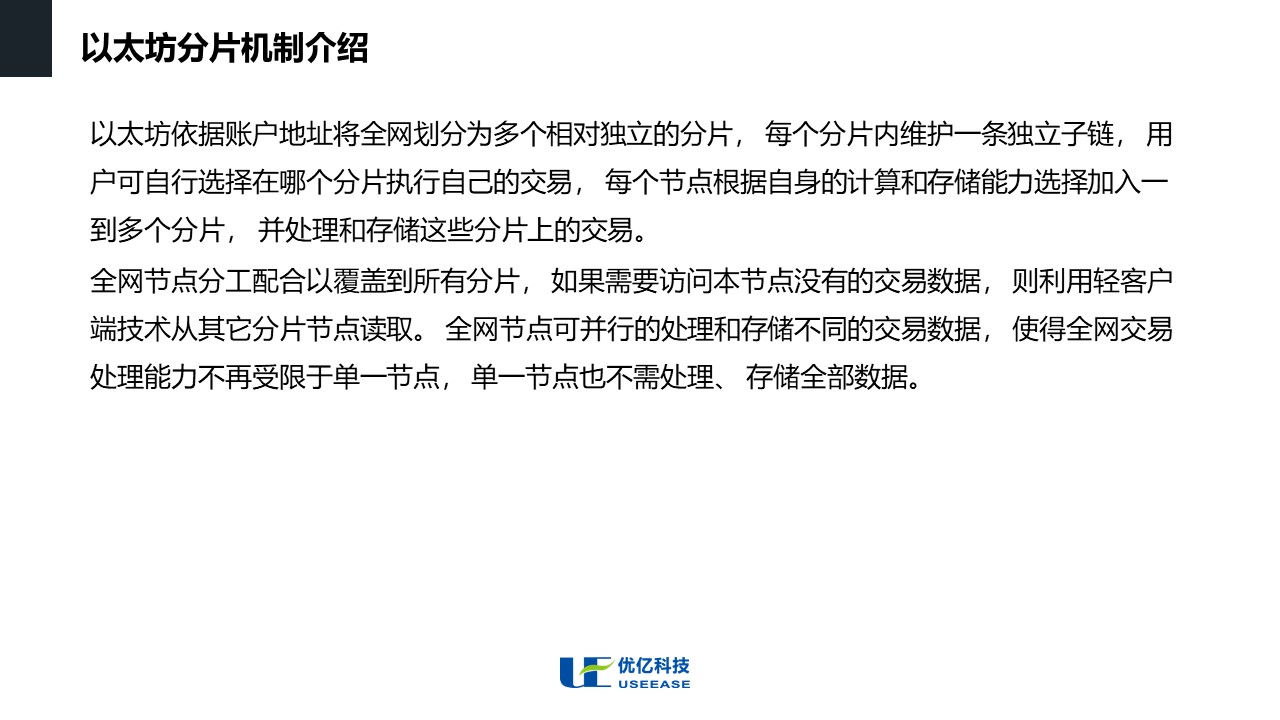 以太坊分片机制介绍
以太坊依据账户地址将全网划分为多个相对独立的分片， 每个分片内维护一条独立子链， 用
户可自行选择在哪个分片执行自己的交易， 每个节点根据自身的计算和存储能力选择加入一
到多个分片， 并处理和存储这些分片上的交易。
全网节点分工配合以覆盖到所有分片， 如果需要访问本节点没有的交易数据， 则利用轻客户
端技术从其它分片节点读取。 全网节点可并行的处理和存储不同的交易数据， 使得全网交易
处理能力不再受限于单一节点， 单一节点也不需处理、 存储全部数据。
UE 优亿科技
USEEASE